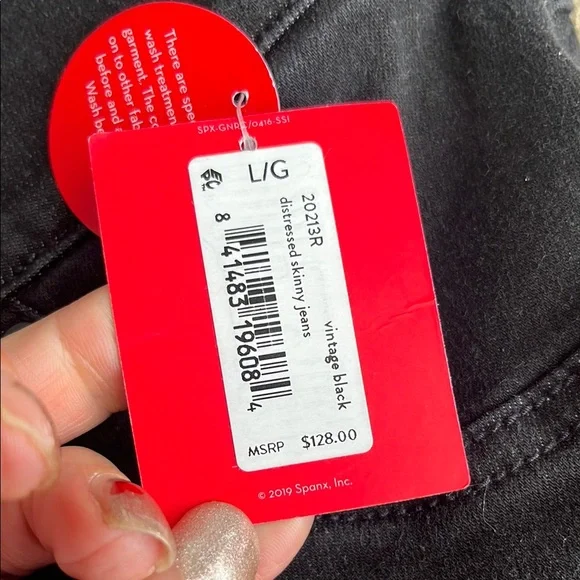 There are spe
wash treatmen
garment. The co
on to other fab
before and a
Wash be
SPX-GNRC/0416-SSI
L/G
20213R
distressed skinny jeans
vintage black
8 41483 19608 4
MSRP $128.00
© 2019 Spanx, Inc.